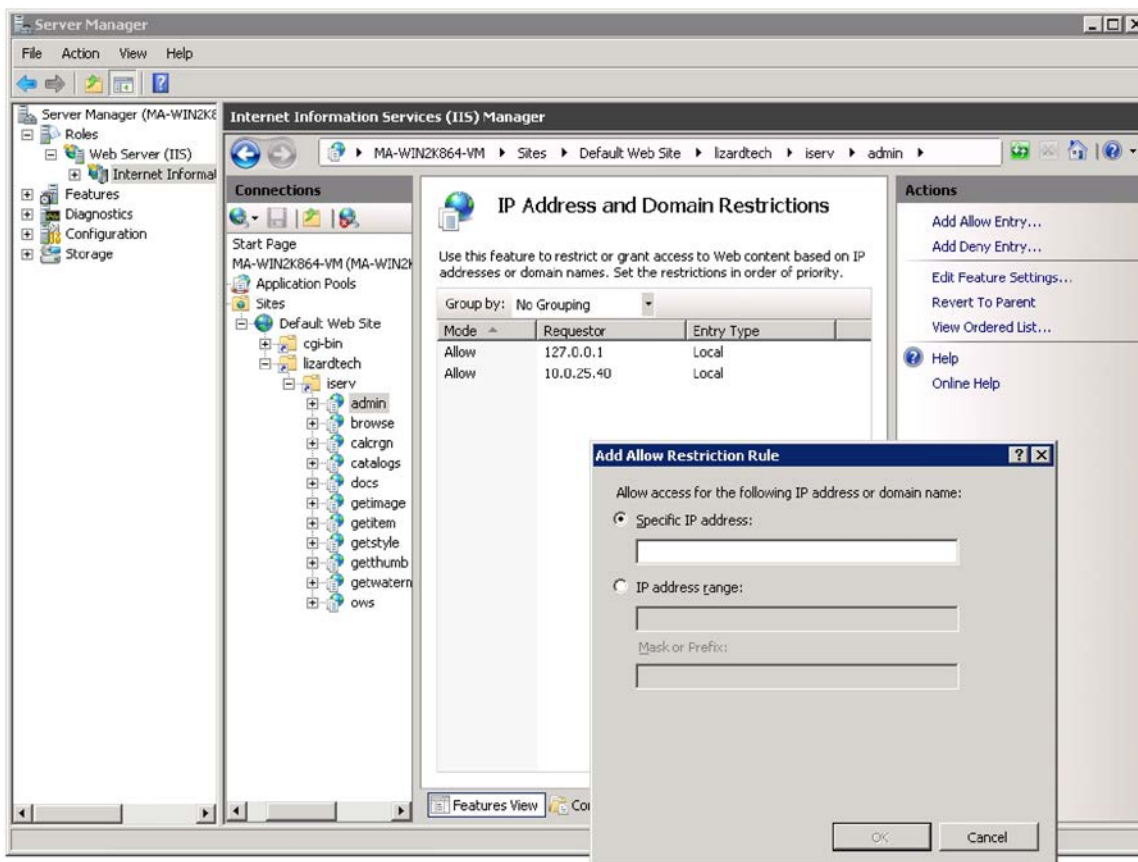 Server Manager
File Action View Help
Server Manager (MA-WIN2K8
Roles
Web Server (IIS)
Internet Informat
Features
Diagnostics
Configuration
Storage
Internet Information Services (IIS) Manager
MA-WIN2K864-VM Sites Default Web Site lizardtech iserv admin
Connections
Start Page
MA-WIN2K864-VM (MA-WIN2K
Application Pools
Sites
Default Web Site
cgi-bin
lizardtech
iserv
admin
browse
calcrgn
catalogs
docs
getimage
getitem
getstyle
getthumb
getwatern
ows
IP Address and Domain Restrictions
Use this feature to restrict or grant access to Web content based on IP
addresses or domain names. Set the restrictions in order of priority.
Group by: No Grouping
Mode Requestor Entry Type
Allow 127.0.0.1 Local
Allow 10.0.25.40 Local
Features View Co
Actions
Add Allow Entry...
Add Deny Entry...
Edit Feature Settings...
Revert To Parent
View Ordered List...
Help
Online Help
Add Allow Restriction Rule
Allow access for the following IP address or domain name:
Specific IP address:
IP address range:
Mask or Prefix:
OK Cancel